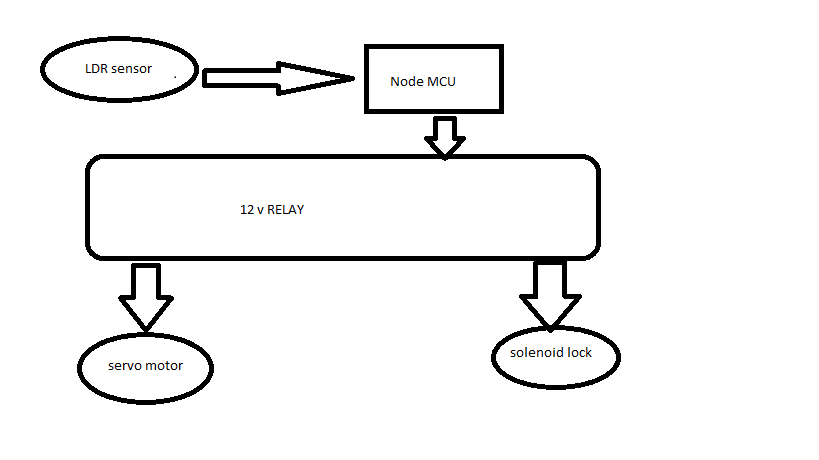 LDR sensor
Node MCU
12 v RELAY
servo motor
solenoid lock